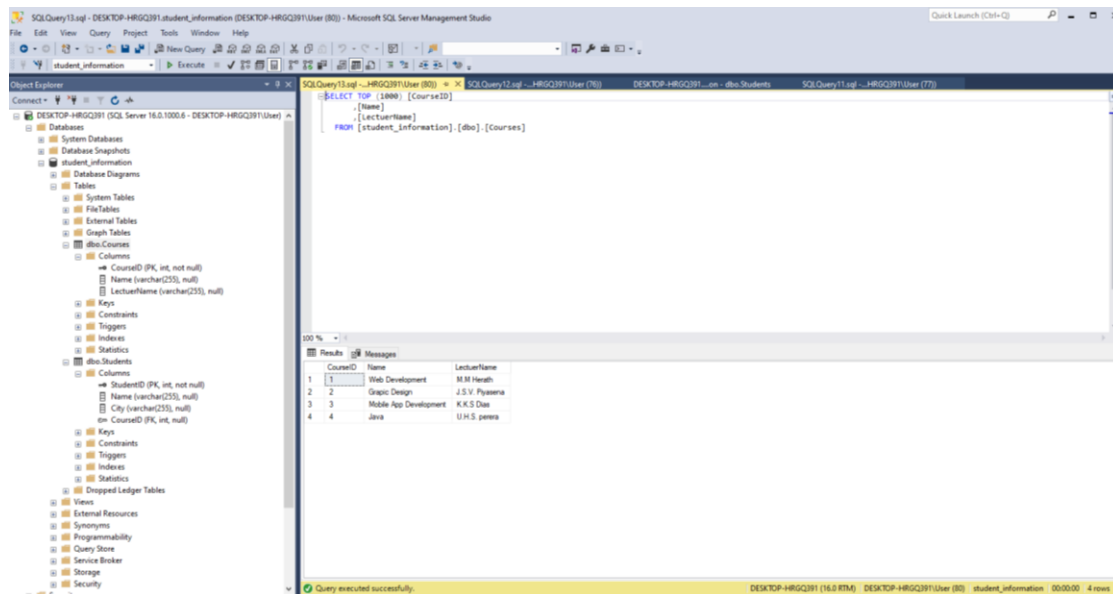 SQLQuery13.sql - DESKTOP-HRGQ391.student_information (DESKTOP-HRGQ391\User (80)) - Microsoft SQL Server Management Studio
Quick Launch (Ctrl+Q)
File Edit View Query Project Tools Window Help
New Query
student_information
Execute
Object Explorer
Connect
DESKTOP-HRGQ391 (SQL Server 16.0.1000.6 - DESKTOP-HRGQ391\User)
Databases
System Databases
Database Snapshots
student_information
Database Diagrams
Tables
System Tables
FileTables
External Tables
Graph Tables
dbo.Courses
Columns
CourseID (PK, int, not null)
Name (varchar(255), null)
LectuerName (varchar(255), null)
Keys
Constraints
Triggers
Indexes
Statistics
dbo.Students
Columns
StudentID (PK, int, not null)
Name (varchar(255), null)
City (varchar(255), null)
CourseID (FK, int, null)
Keys
Constraints
Triggers
Indexes
Statistics
Dropped Ledger Tables
Views
External Resources
Synonyms
Programmability
Query Store
Service Broker
Storage
Security
SQLQuery13.sql -...HRGQ391\User (80)) SQLQuery12.sql -...HRGQ391\User (76)) DESKTOP-HRGQ391...on - dbo.Students SQLQuery11.sql -...HRGQ391\User (77))
SELECT TOP (1000) [CourseID]
,[Name]
,[LectuerName]
FROM [student_information].[dbo].[Courses]
100 %
Results Messages
CourseID Name LectuerName
1 1 Web Development M.M Herath
2 2 Grapic Design J.S.V. Piyasena
3 3 Mobile App Development K.K.S Dias
4 4 Java U.H.S. perera
Query executed successfully.
DESKTOP-HRGQ391 (16.0 RTM) DESKTOP-HRGQ391\User (80) student_information 00:00:00 4 rows